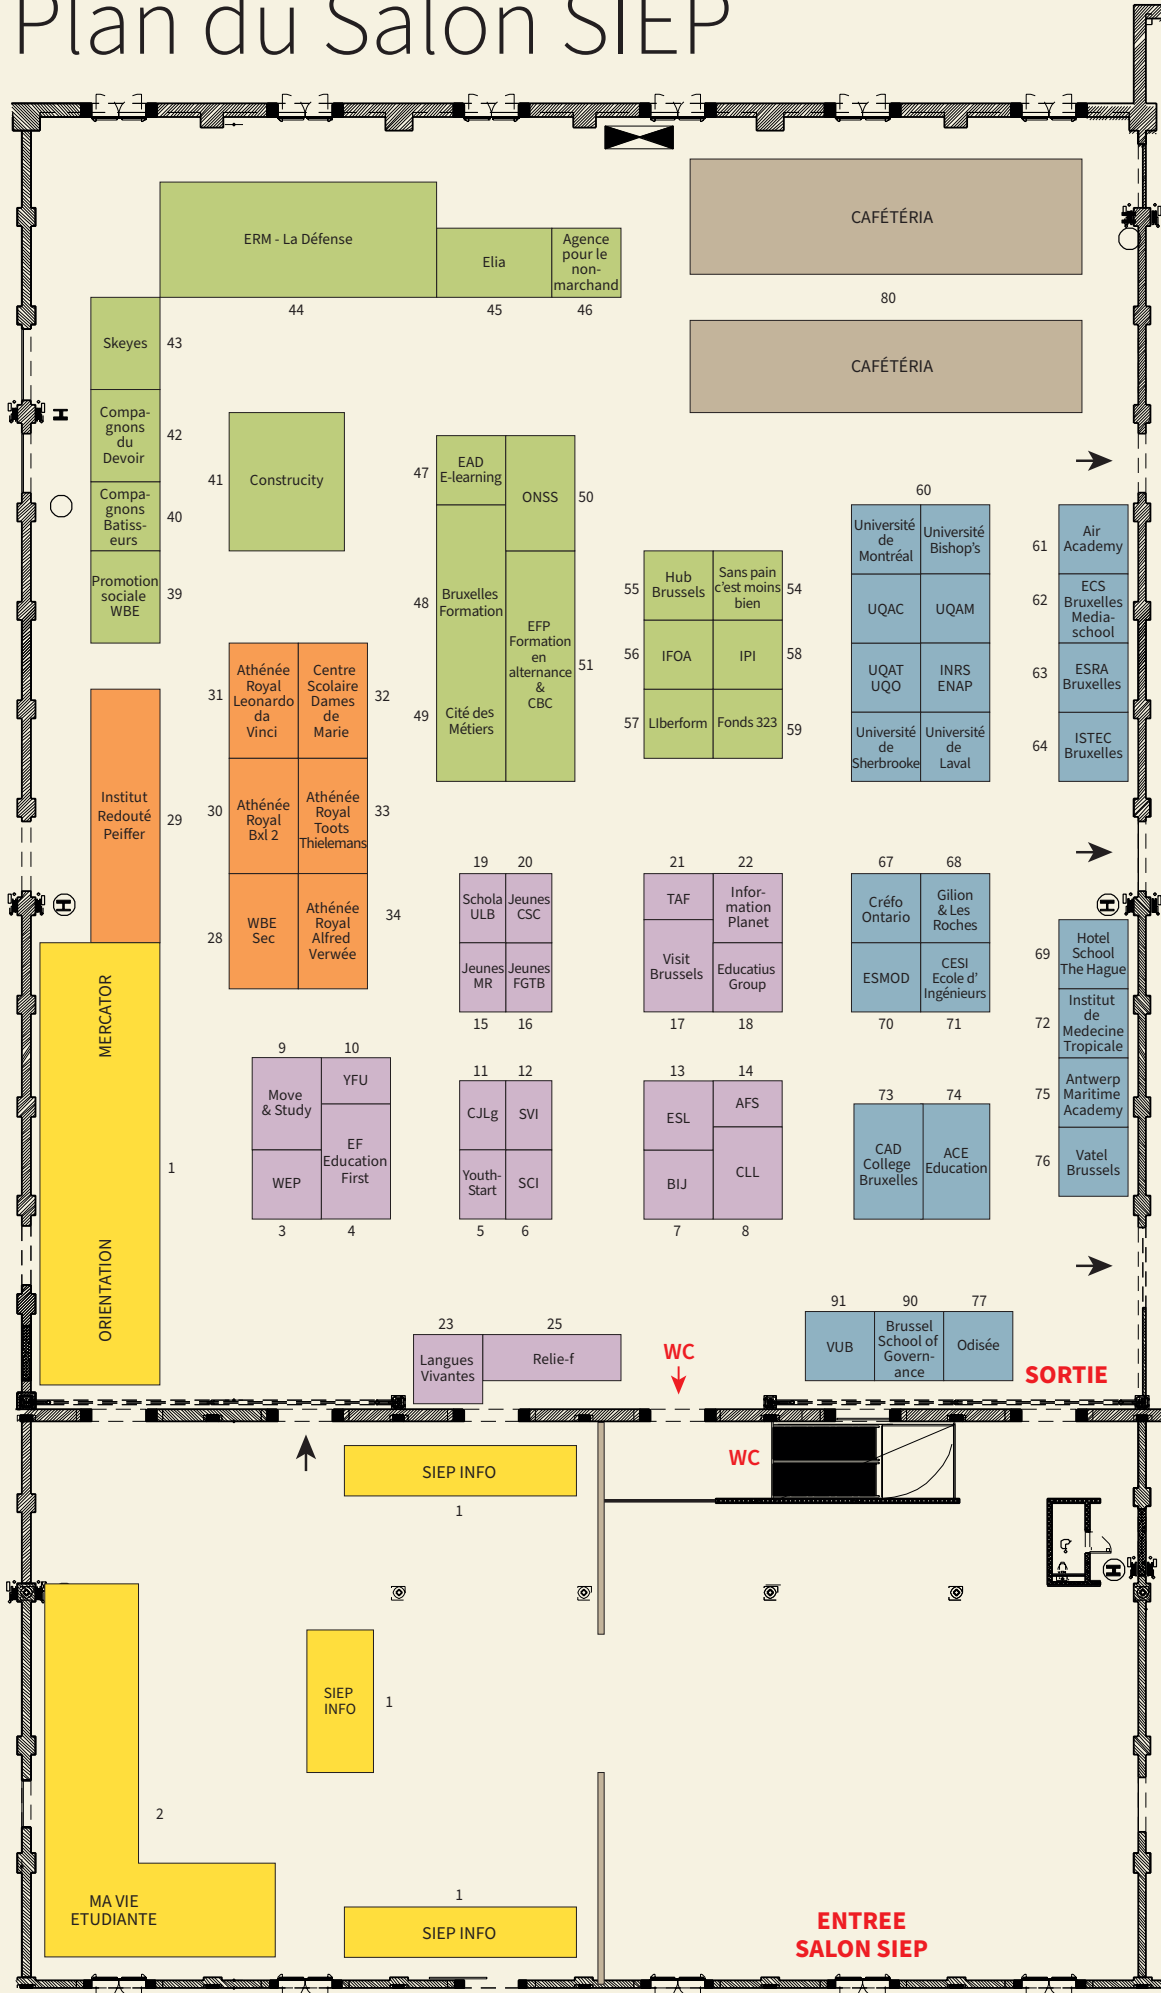 Plan du Salon SIEP
ERM - La Défense
44
Elia
45
Agence
pour le
non-
marchand
46
CAFÉTÉRIA
80
CAFÉTÉRIA
Skeyes
43
Compa-
gnons
du
Devoir
42
Compa-
gnons
Batiss-
eurs
40
Promotion
sociale
WBE
39
41
Construcity
H
47
EAD
E-learning
ONSS
50
48
Bruxelles
Formation
EFP
Formation
en
alternance
&
CBC
51
49
Cité des
Métiers
55
Hub
Brussels
Sans pain
c'est moins
bien
54
56
IFOA
IPI
58
57
LIberform
Fonds 323
59
60
Université
de
Montréal
Université
Bishop's
UQAC
UQAM
UQAT
UQO
INRS
ENAP
Université
de
Sherbrooke
Université
de
Laval
61
Air
Academy
62
ECS
Bruxelles
Media-
school
63
ESRA
Bruxelles
64
ISTEC
Bruxelles
Institut
Redouté
Peiffer
29
31
Athénée
Royal
Leonardo
da
Vinci
Centre
Scolaire
Dames
de
Marie
32
30
Athénée
Royal
Bxl 2
Athénée
Royal
Toots
Thielemans
33
28
WBE
Sec
Athénée
Royal
Alfred
Verwée
34
H
19
20
Schola
ULB
Jeunes
CSC
Jeunes
MR
Jeunes
FGTB
15
16
21
22
TAF
Infor-
mation
Planet
Visit
Brussels
Educatius
Group
17
18
67
68
Créfo
Ontario
Gilion
& Les
Roches
ESMOD
CESI
Ecole d'
Ingénieurs
70
71
H
69
Hotel
School
The Hague
72
Institut
de
Medecine
Tropicale
75
Antwerp
Maritime
Academy
76
Vatel
Brussels
MERCATOR
ORIENTATION
1
9
10
Move
& Study
YFU
EF
Education
First
WEP
3
4
11
12
CJLg
SVI
Youth-
Start
SCI
5
6
13
14
ESL
AFS
BIJ
CLL
7
8
73
74
CAD
College
Bruxelles
ACE
Education
23
25
Langues
Vivantes
Relie-f
WC
91
90
77
VUB
Brussel
School of
Govern-
ance
Odisée
SORTIE
SIEP INFO
1
WC
H
SIEP
INFO
1
2
MA VIE
ETUDIANTE
1
SIEP INFO
ENTREE
SALON SIEP